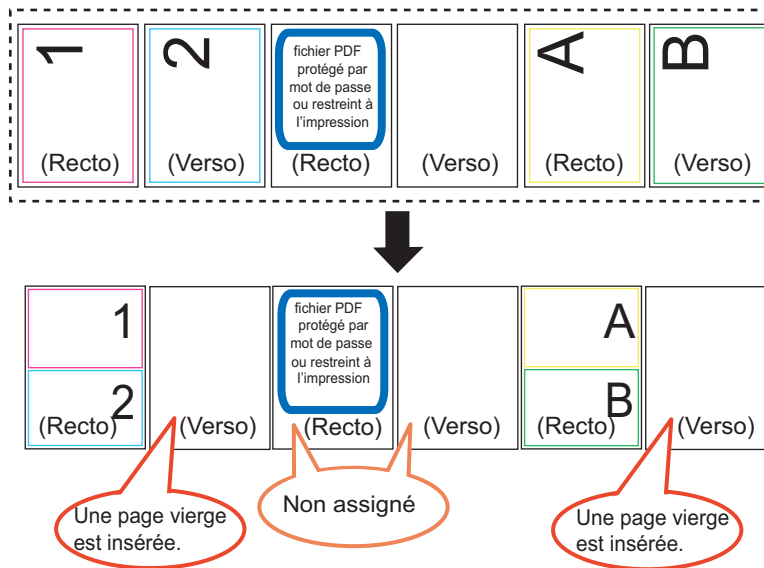 1
(Recto)
2
(Verso)
fichier PDF
protégé par
mot de passe
ou restreint à
l'impression
(Recto)
(Verso)
A
(Recto)
B
(Verso)
1
2
(Recto)
(Verso)
fichier PDF
protégé par
mot de passe
ou restreint à
l'impression
(Recto)
(Verso)
A
B
(Recto)
(Verso)
Une page vierge
est insérée.
Non assigné
Une page vierge
est insérée.